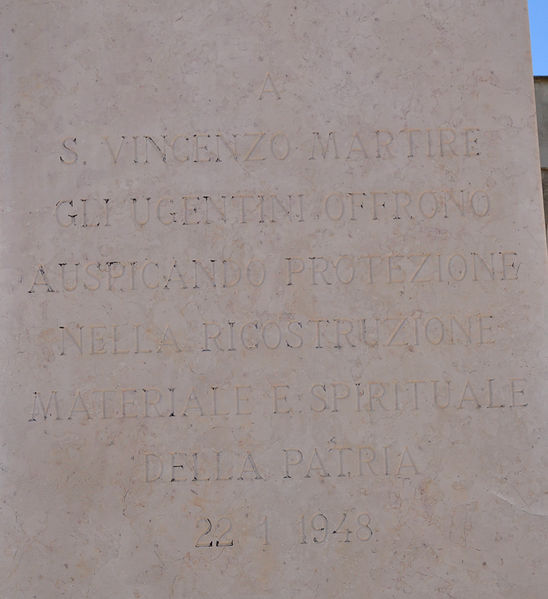 A
S. VINCENZO MARTIRE
GLI UGENTINI OFFRONO
AUSPICANDO PROTEZIONE
NELLA RICOSTRUZIONE
MATERIALE E SPIRITUALE
DELLA PATRIA
22 1 1948